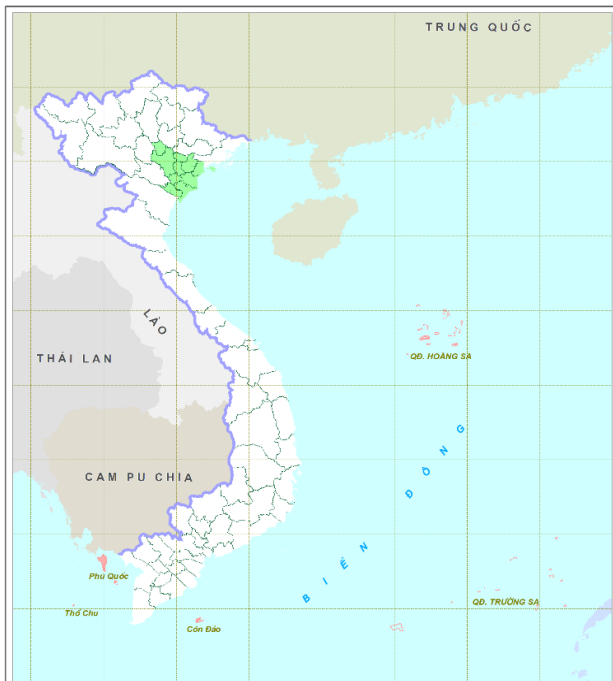 TRUNG QUỐC
LÀO
QĐ. HOÀNG SA
THÁI LAN
BIỂN ĐÔNG
CAM PU CHIA
Phú Quốc
Thổ Chu
Côn Đảo
QĐ. TRƯỜNG SA